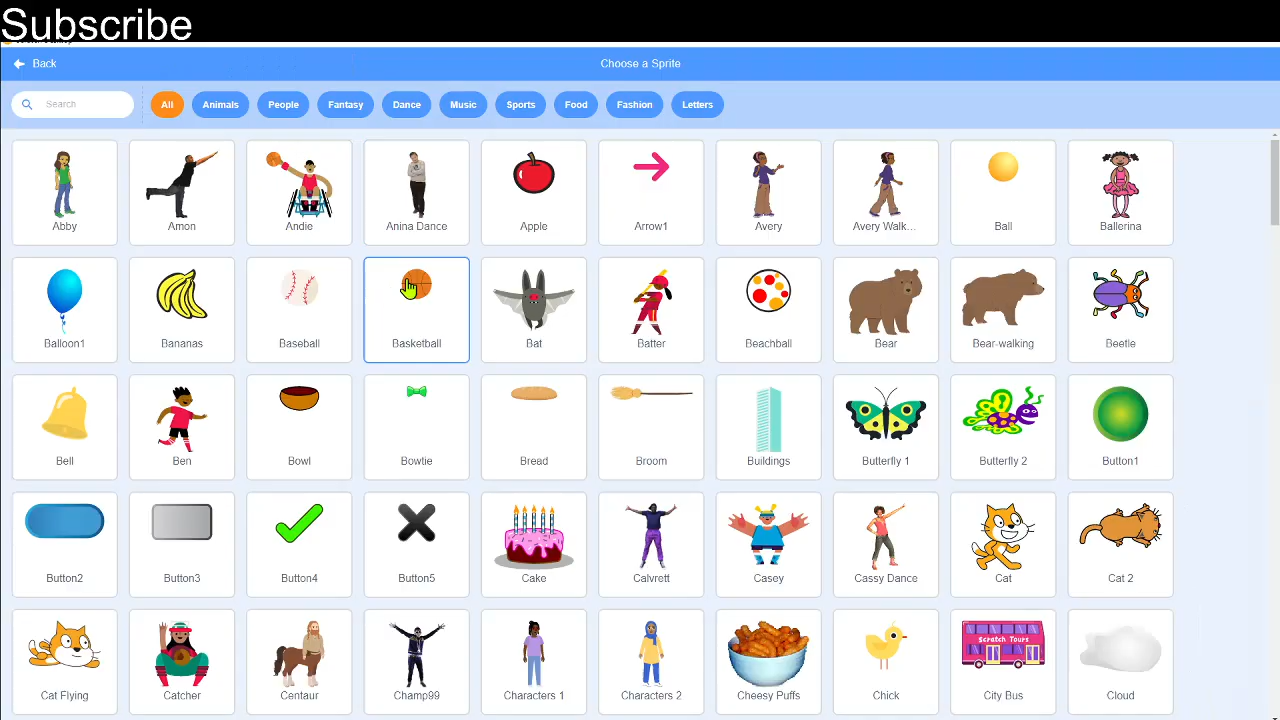 Subscribe
Back
Choose a Sprite
Search
All Animals People Fantasy Dance Music Sports Food Fashion Letters
Abby Amon Andie Anina Dance Apple Arrow1 Avery Avery Walk... Ball Ballerina
Balloon1 Bananas Baseball Basketball Bat Batter Beachball Bear Bear-walking Beetle
Bell Ben Bowl Bowtie Bread Broom Buildings Butterfly 1 Butterfly 2 Button1
Button2 Button3 Button4 Button5 Cake Calvrett Casey Cassy Dance Cat Cat 2
Scratch Tours
Cat Flying Catcher Centaur Champ99 Characters 1 Characters 2 Cheesy Puffs Chick City Bus Cloud